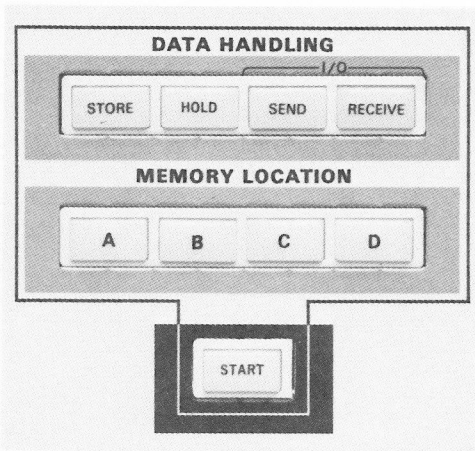 DATA HANDLING
I/O
STORE HOLD SEND RECEIVE
MEMORY LOCATION
A B C D
START